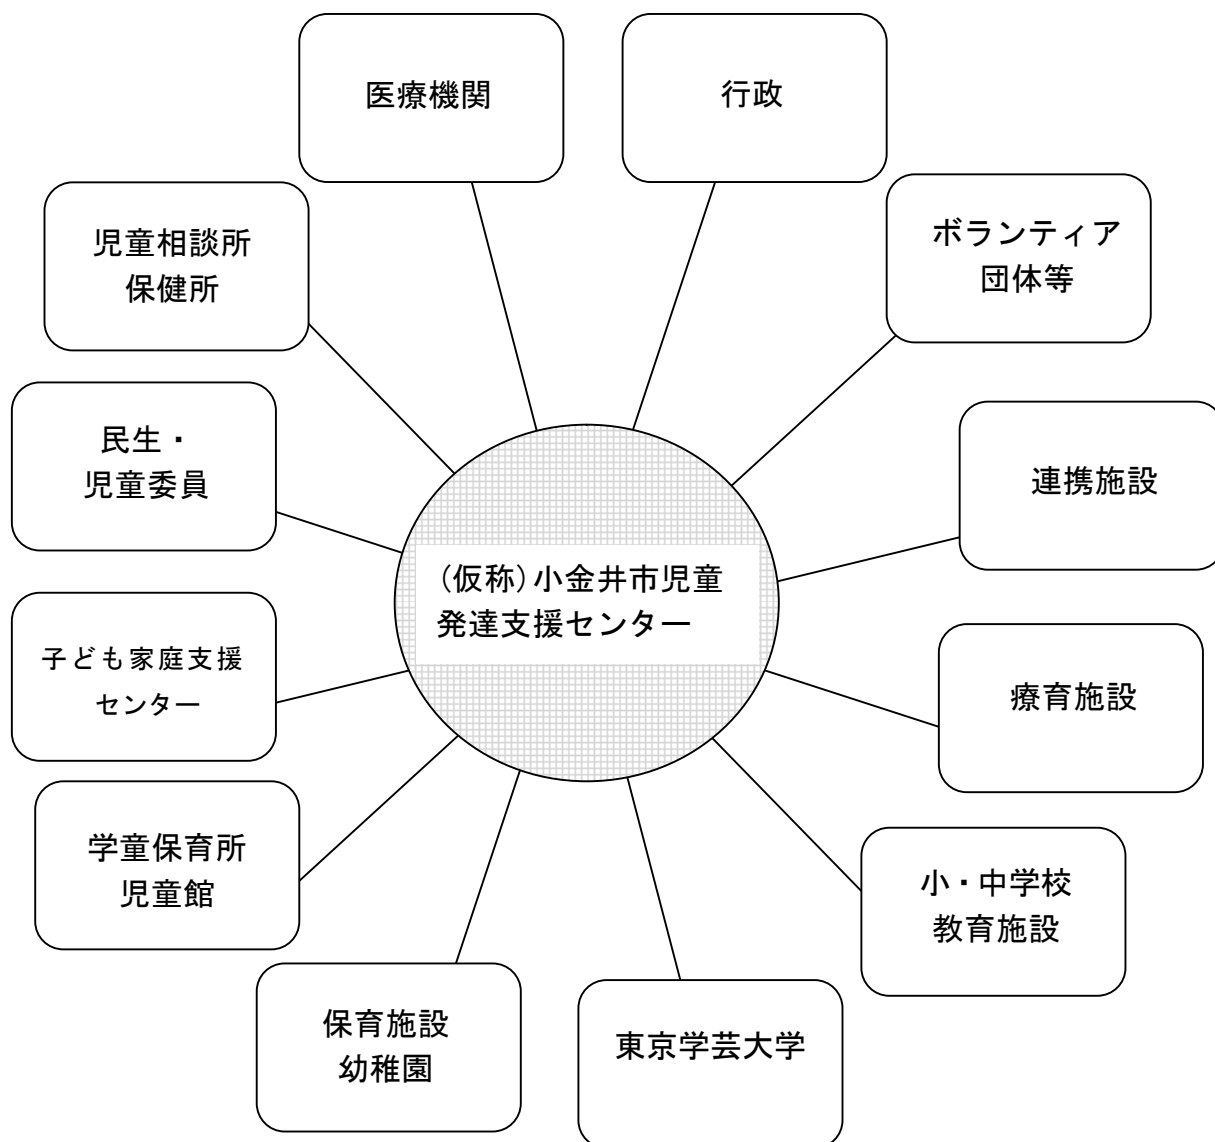 医療機関
行政
児童相談所
保健所
ボランティア
団体等
民生・
児童委員
連携施設
（仮称）小金井市児童
発達支援センター
子ども家庭支援
センター
療育施設
学童保育所
児童館
小・中学校
教育施設
保育施設
幼稚園
東京学芸大学